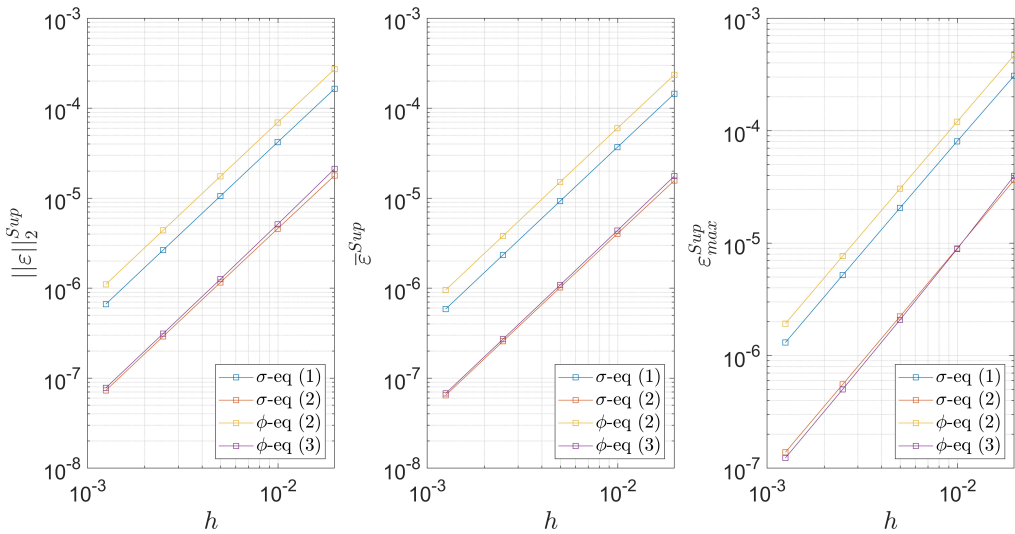 10⁻³
10⁻⁴
10⁻⁵
10⁻⁶
10⁻⁷
10⁻⁸
||ε||₂^{Sup}
σ-eq (1)
σ-eq (2)
ϕ-eq (2)
ϕ-eq (3)
10⁻³ 10⁻²
h
10⁻³
10⁻⁴
10⁻⁵
10⁻⁶
10⁻⁷
10⁻⁸
ε̅^{Sup}
σ-eq (1)
σ-eq (2)
ϕ-eq (2)
ϕ-eq (3)
10⁻³ 10⁻²
h
10⁻³
10⁻⁴
10⁻⁵
10⁻⁶
10⁻⁷
ε_{max}^{Sup}
σ-eq (1)
σ-eq (2)
ϕ-eq (2)
ϕ-eq (3)
10⁻³ 10⁻²
h